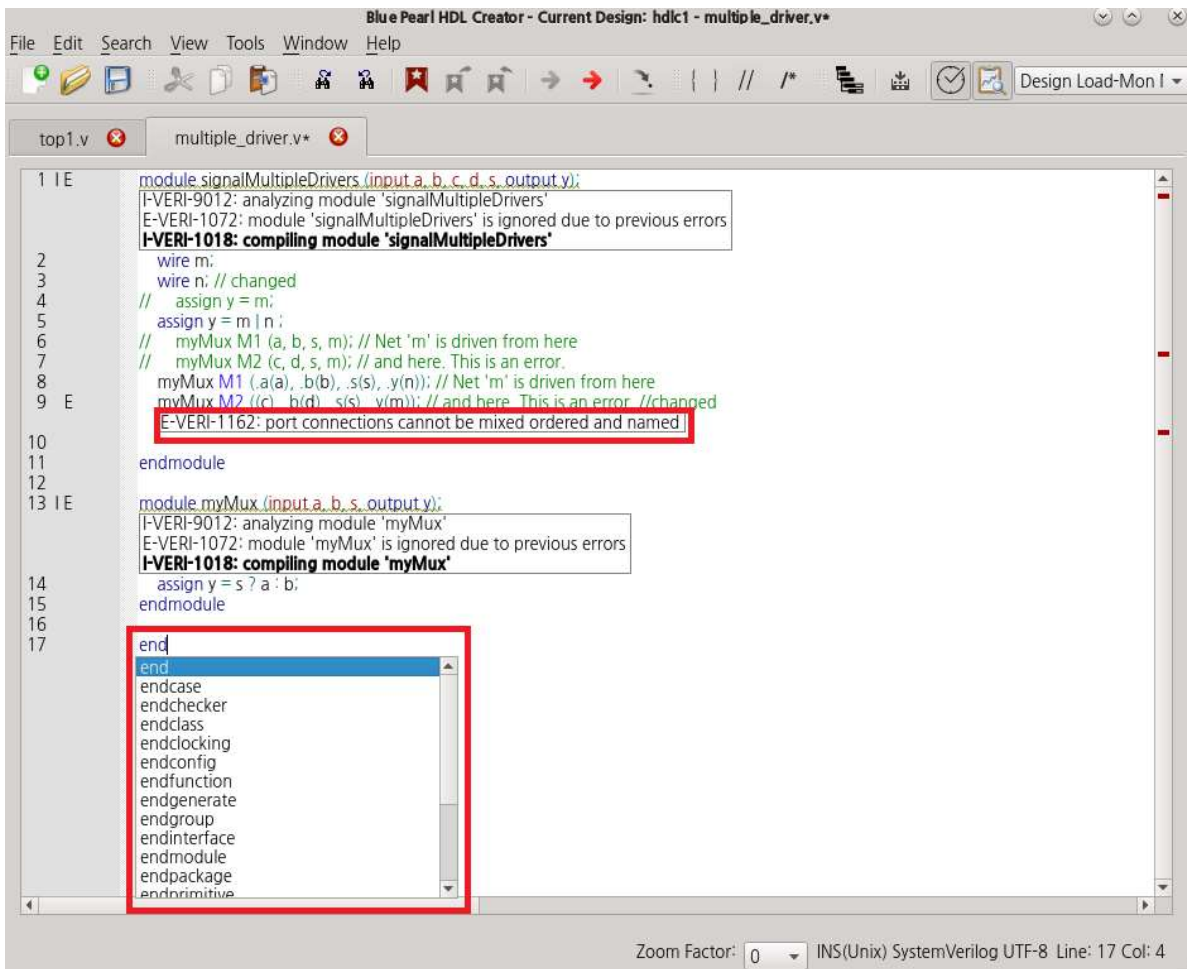 Blue Pearl HDL Creator - Current Design: hdlc1 - multiple_driver.v*
File Edit Search View Tools Window Help
{ } // /* Design Load-Mon
top1.v multiple_driver.v*
1 I E module signalMultipleDrivers (input a, b, c, d, s, output y);
I-VERI-9012: analyzing module 'signalMultipleDrivers'
E-VERI-1072: module 'signalMultipleDrivers' is ignored due to previous errors
I-VERI-1018: compiling module 'signalMultipleDrivers'
2 wire m;
3 wire n; // changed
4 // assign y = m;
5 assign y = m | n ;
6 // myMux M1 (a, b, s, m); // Net 'm' is driven from here
7 // myMux M2 (c, d, s, m); // and here. This is an error.
8 myMux M1 (.a(a), .b(b), .s(s), .y(n)); // Net 'm' is driven from here
9 E myMux M2 ((c), .b(d), .s(s), .y(m)); // and here. This is an error. //changed
E-VERI-1162: port connections cannot be mixed ordered and named
10
11 endmodule
12
13 I E module myMux (input a, b, s, output y);
I-VERI-9012: analyzing module 'myMux'
E-VERI-1072: module 'myMux' is ignored due to previous errors
I-VERI-1018: compiling module 'myMux'
14 assign y = s ? a : b;
15 endmodule
16
17 end
end
endcase
endchecker
endclass
endclocking
endconfig
endfunction
endgenerate
endgroup
endinterface
endmodule
endpackage
endprimitive
Zoom Factor: 0 INS(Unix) SystemVerilog UTF-8 Line: 17 Col: 4